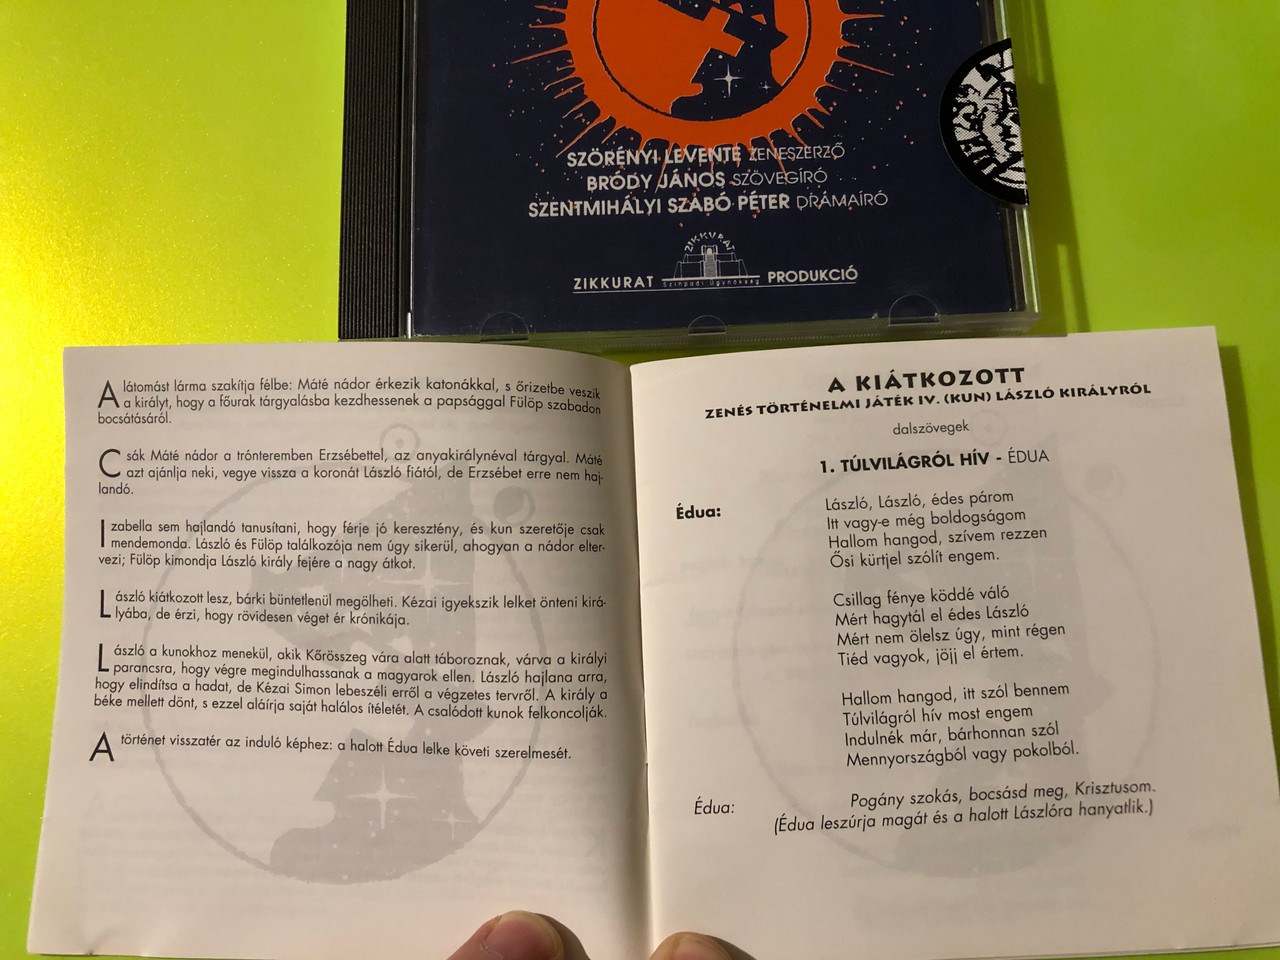 SZÖRÉNYI LEVENTE ZENESZERZŐ
BRÓDY JÁNOS SZÖVEGÍRÓ
SZENTMIHÁLYI SZABÓ PÉTER DRÁMAÍRÓ
ZIKKURAT
ZIKKURAT PRODUKCIÓ
Színpadi Ügynökség
A látomást lárma szakítja félbe: Máté nádor érkezik katonákkal, s őrizetbe veszik
a királyt, hogy a főurak tárgyalásba kezdhessenek a papsággal Fülöp szabadon
bocsátásáról.
Csák Máté nádor a trónteremben Erzsébettel, az anyakirálynéval tárgyal. Máté
azt ajánlja neki, vegye vissza a koronát László fiától, de Erzsébet erre nem haj-
landó.
Izabella sem hajlandó tanusítani, hogy férje jó keresztény, és kun szeretője csak
mendemonda. László és Fülöp találkozója nem úgy sikerül, ahogyan a nádor elter-
vezi; Fülöp kimondja László király fejére a nagy átkot.
László kiátkozott lesz, bárki büntetlenül megölheti. Kézai igyekszik lelket önteni kirá-
lyába, de érzi, hogy rövidesen véget ér krónikája.
László a kunokhoz menekül, akik Kőrösszeg vára alatt táboroznak, várva a királyi
parancsra, hogy végre megindulhassanak a magyarok ellen. László hajlana arra,
hogy elindítsa a hadat, de Kézai Simon lebeszéli erről a végzetes tervről. A király a
béke mellett dönt, s ezzel aláírja saját halálos ítéletét. A csalódott kunok felkoncolják.
A történet visszatér az induló képhez: a halott Édua lelke követi szerelmesét.
A KIÁTKOZOTT
ZENÉS TÖRTÉNELMI JÁTÉK IV. (KUN) LÁSZLÓ KIRÁLYRÓL
dalszövegek
1. TÚLVILÁGRÓL HÍV - ÉDUA
Édua: László, László, édes párom
Itt vagy-e még boldogságom
Hallom hangod, szívem rezzen
Ősi kürtjel szólít engem.
Csillag fénye köddé váló
Mért hagytál el édes László
Mért nem ölelsz úgy, mint régen
Tiéd vagyok, jöjj el értem.
Hallom hangod, itt szól bennem
Túlvilágról hív most engem
Indulnék már, bárhonnan szól
Mennyországból vagy pokolból.
Édua: Pogány szokás, bocsásd meg, Krisztusom.
(Édua leszúrja magát és a halott Lászlóra hanyatlik.)